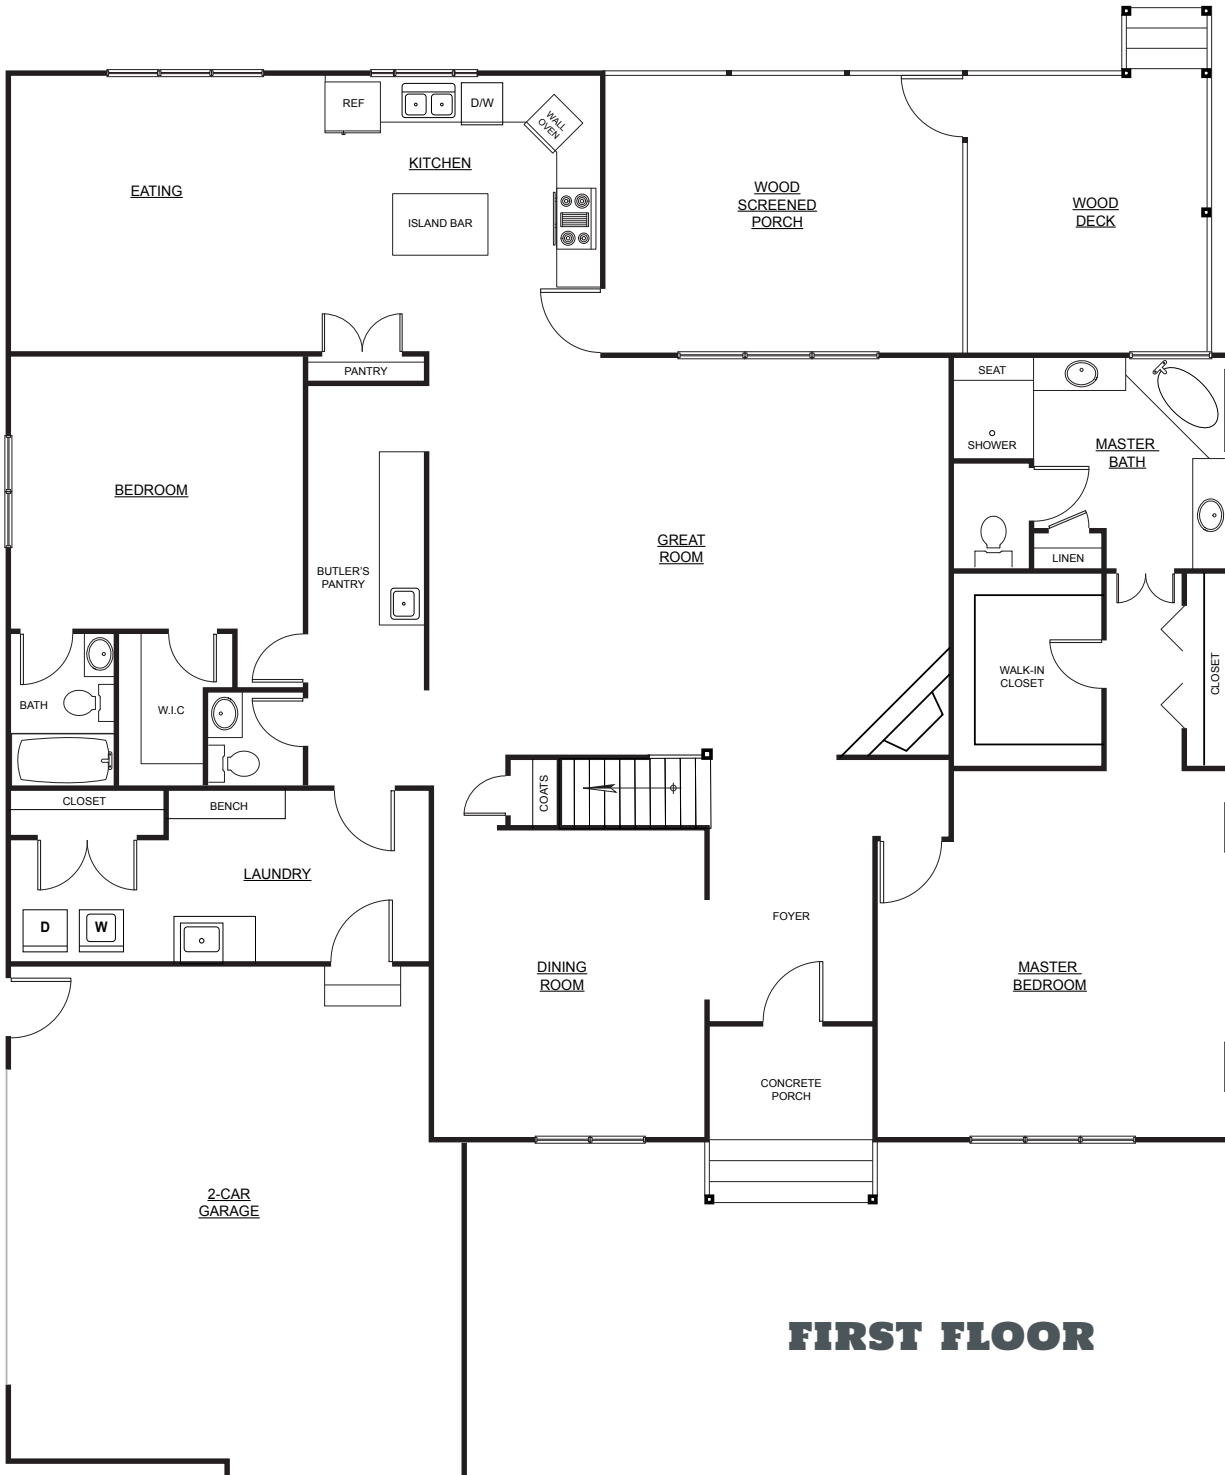 REF
D/W
WALL
OVEN
KITCHEN
EATING
ISLAND BAR
WOOD
SCREENED
PORCH
WOOD
DECK
PANTRY
SEAT
SHOWER
MASTER
BATH
BEDROOM
GREAT
ROOM
LINEN
BUTLER'S
PANTRY
WALK-IN
CLOSET
CLOSET
BATH
W.I.C
COATS
CLOSET
BENCH
LAUNDRY
D
W
FOYER
DINING
ROOM
MASTER
BEDROOM
CONCRETE
PORCH
2-CAR
GARAGE
FIRST FLOOR